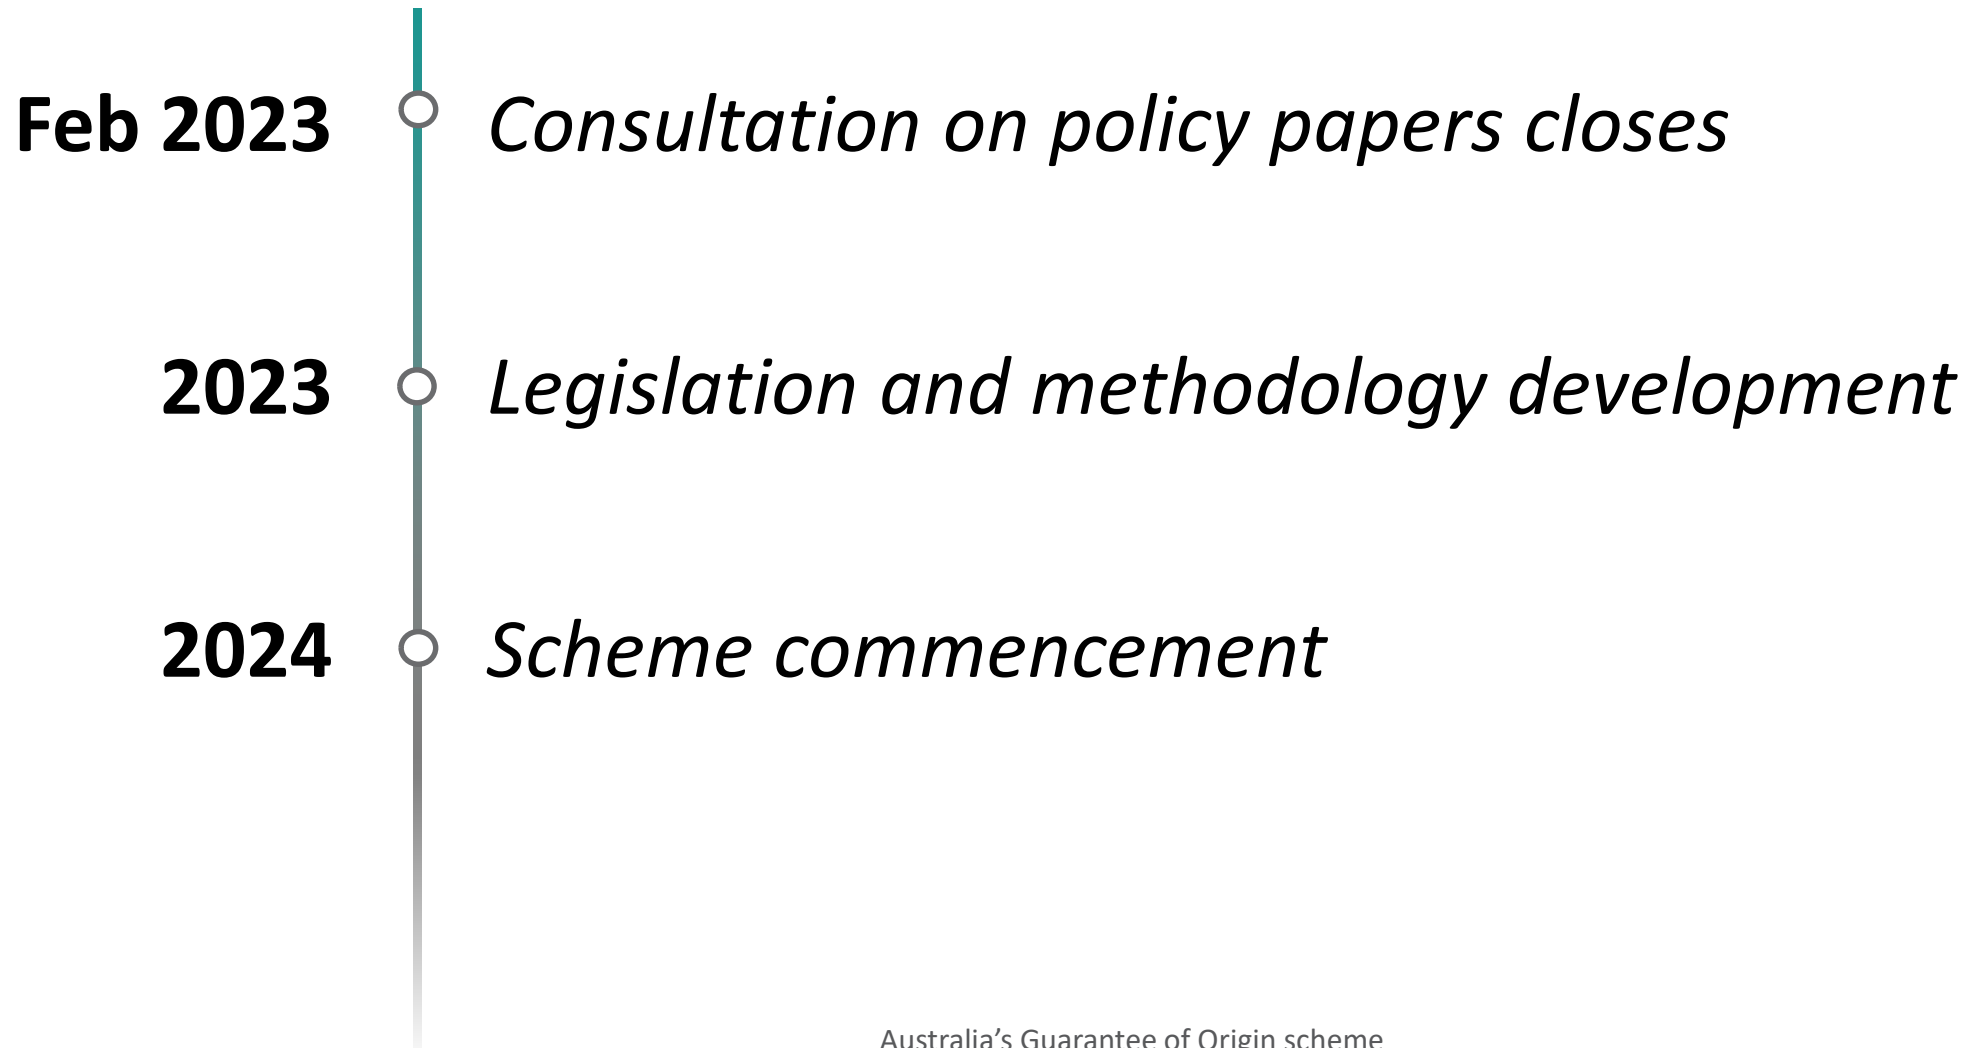 Feb 2023 Consultation on policy papers closes
2023 Legislation and methodology development
2024 Scheme commencement
Australia’s Guarantee of Origin scheme